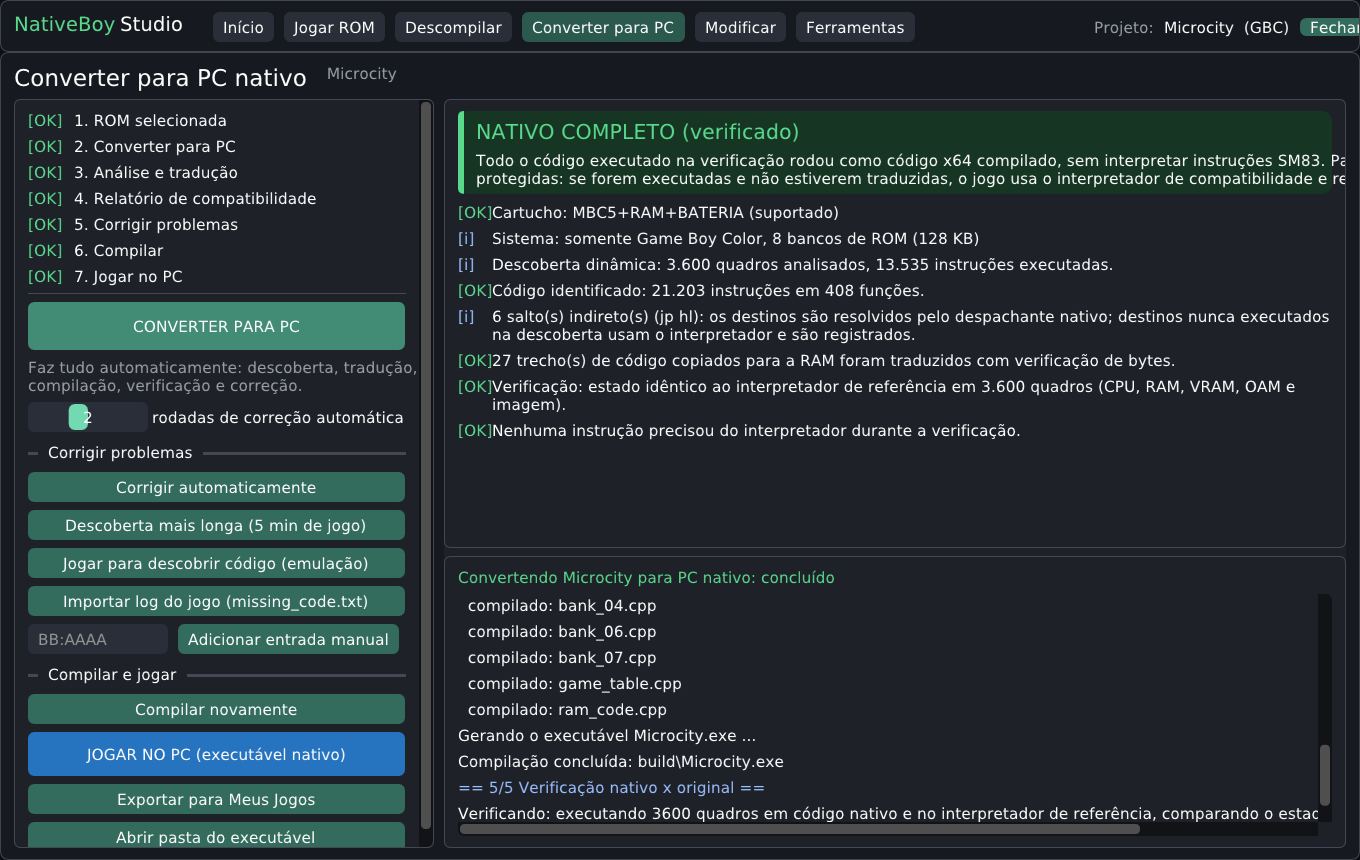 NativeBoy Studio
Início
Jogar ROM
Descompilar
Converter para PC
Modificar
Ferramentas
Projeto: Microcity (GBC)
Fechar
Converter para PC nativo
Microcity
[OK] 1. ROM selecionada
[OK] 2. Converter para PC
[OK] 3. Análise e tradução
[OK] 4. Relatório de compatibilidade
[OK] 5. Corrigir problemas
[OK] 6. Compilar
[OK] 7. Jogar no PC
CONVERTER PARA PC
Faz tudo automaticamente: descoberta, tradução,
compilação, verificação e correção.
2 rodadas de correção automática
Corrigir problemas
Corrigir automaticamente
Descoberta mais longa (5 min de jogo)
Jogar para descobrir código (emulação)
Importar log do jogo (missing_code.txt)
BB:AAAA
Adicionar entrada manual
Compilar e jogar
Compilar novamente
JOGAR NO PC (executável nativo)
Exportar para Meus Jogos
Abrir pasta do executável
NATIVO COMPLETO (verificado)
Todo o código executado na verificação rodou como código x64 compilado, sem interpretar instruções SM83. Pa
protegidas: se forem executadas e não estiverem traduzidas, o jogo usa o interpretador de compatibilidade e re
[OK]Cartucho: MBC5+RAM+BATERIA (suportado)
[i] Sistema: somente Game Boy Color, 8 bancos de ROM (128 KB)
[i] Descoberta dinâmica: 3.600 quadros analisados, 13.535 instruções executadas.
[OK]Código identificado: 21.203 instruções em 408 funções.
[i] 6 salto(s) indireto(s) (jp hl): os destinos são resolvidos pelo despachante nativo; destinos nunca executados
na descoberta usam o interpretador e são registrados.
[OK]27 trecho(s) de código copiados para a RAM foram traduzidos com verificação de bytes.
[OK]Verificação: estado idêntico ao interpretador de referência em 3.600 quadros (CPU, RAM, VRAM, OAM e
imagem).
[OK]Nenhuma instrução precisou do interpretador durante a verificação.
Convertendo Microcity para PC nativo: concluído
compilado: bank_04.cpp
compilado: bank_06.cpp
compilado: bank_07.cpp
compilado: game_table.cpp
compilado: ram_code.cpp
Gerando o executável Microcity.exe ...
Compilação concluída: build\Microcity.exe
== 5/5 Verificação nativo x original ==
Verificando: executando 3600 quadros em código nativo e no interpretador de referência, comparando o estad